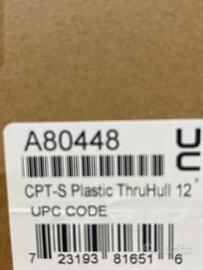 A80448
CPT-S Plastic ThruHull 12
UPC CODE
7 23193 81651 6